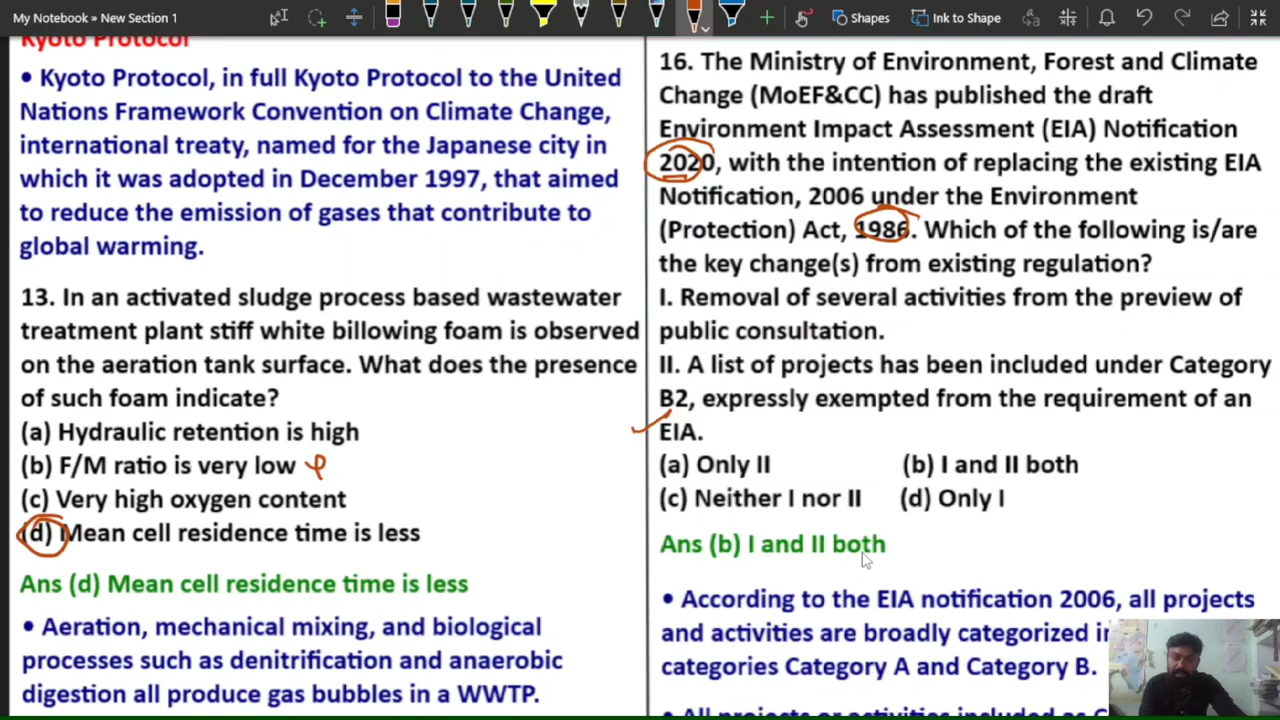 My Notebook » New Section 1
Shapes
Ink to Shape
Kyoto Protocol
• Kyoto Protocol, in full Kyoto Protocol to the United
Nations Framework Convention on Climate Change,
international treaty, named for the Japanese city in
which it was adopted in December 1997, that aimed
to reduce the emission of gases that contribute to
global warming.
13. In an activated sludge process based wastewater
treatment plant stiff white billowing foam is observed
on the aeration tank surface. What does the presence
of such foam indicate?
(a) Hydraulic retention is high
(b) F/M ratio is very low
(c) Very high oxygen content
(d) Mean cell residence time is less
Ans (d) Mean cell residence time is less
• Aeration, mechanical mixing, and biological
processes such as denitrification and anaerobic
digestion all produce gas bubbles in a WWTP.
16. The Ministry of Environment, Forest and Climate
Change (MoEF&CC) has published the draft
Environment Impact Assessment (EIA) Notification
2020, with the intention of replacing the existing EIA
Notification, 2006 under the Environment
(Protection) Act, 1986. Which of the following is/are
the key change(s) from existing regulation?
I. Removal of several activities from the preview of
public consultation.
II. A list of projects has been included under Category
B2, expressly exempted from the requirement of an
EIA.
(a) Only II (b) I and II both
(c) Neither I nor II (d) Only I
Ans (b) I and II both
• According to the EIA notification 2006, all projects
and activities are broadly categorized
categories Category A and Category B.
• All projects or activities included as